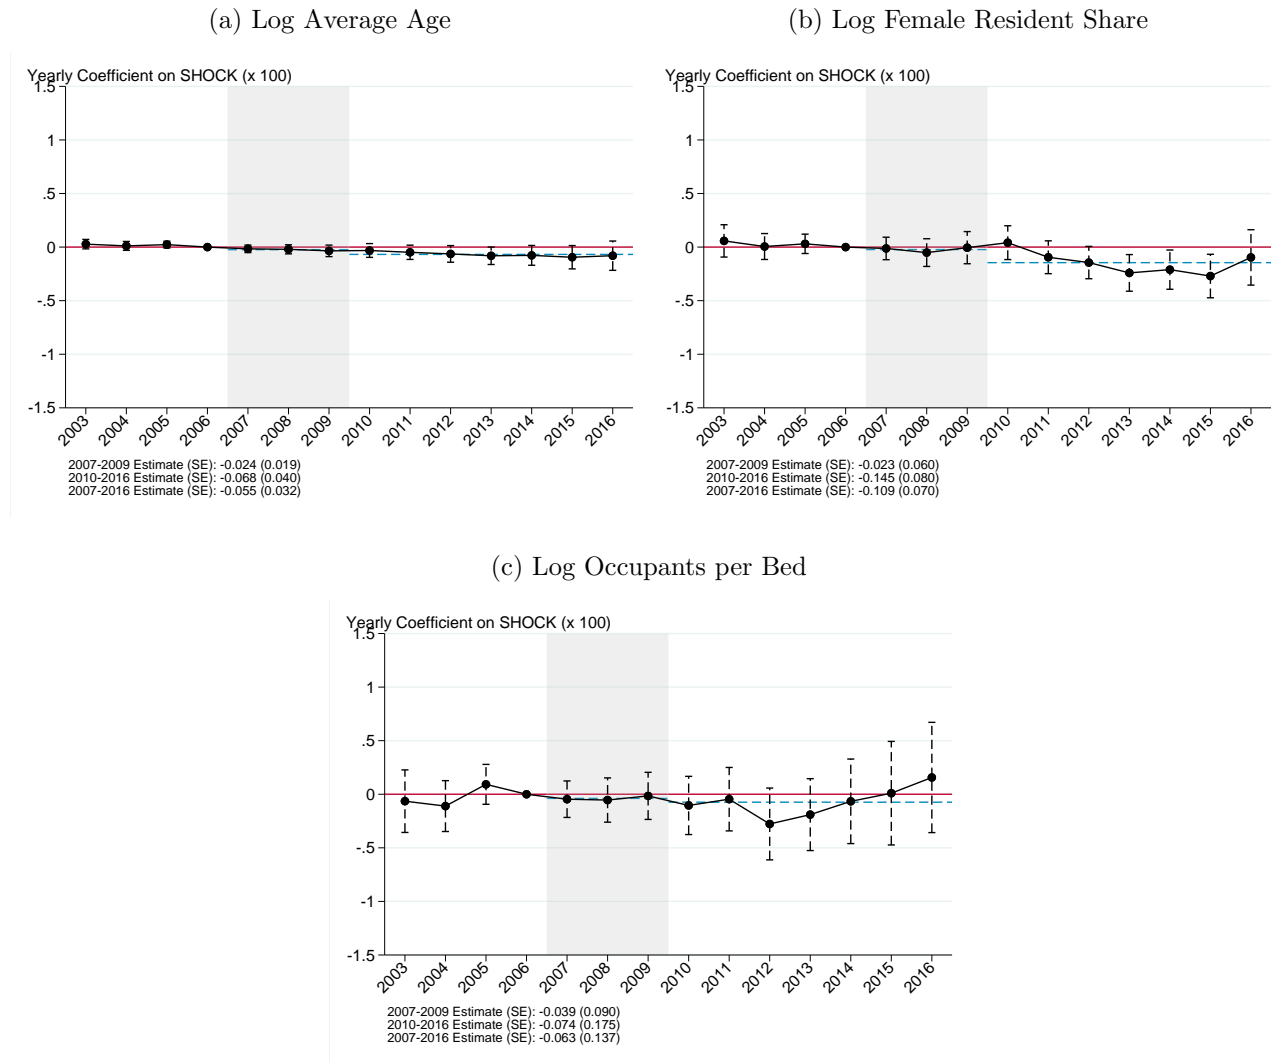 (a) Log Average Age
Yearly Coefficient on SHOCK (x 100)
1.5
1
.5
0
-.5
-1
-1.5
2003 2004 2005 2006 2007 2008 2009 2010 2011 2012 2013 2014 2015 2016
2007-2009 Estimate (SE): -0.024 (0.019)
2010-2016 Estimate (SE): -0.068 (0.040)
2007-2016 Estimate (SE): -0.055 (0.032)
(b) Log Female Resident Share
Yearly Coefficient on SHOCK (x 100)
1.5
1
.5
0
-.5
-1
-1.5
2003 2004 2005 2006 2007 2008 2009 2010 2011 2012 2013 2014 2015 2016
2007-2009 Estimate (SE): -0.023 (0.060)
2010-2016 Estimate (SE): -0.145 (0.080)
2007-2016 Estimate (SE): -0.109 (0.070)
(c) Log Occupants per Bed
Yearly Coefficient on SHOCK (x 100)
1.5
1
.5
0
-.5
-1
-1.5
2003 2004 2005 2006 2007 2008 2009 2010 2011 2012 2013 2014 2015 2016
2007-2009 Estimate (SE): -0.039 (0.090)
2010-2016 Estimate (SE): -0.074 (0.175)
2007-2016 Estimate (SE): -0.063 (0.137)